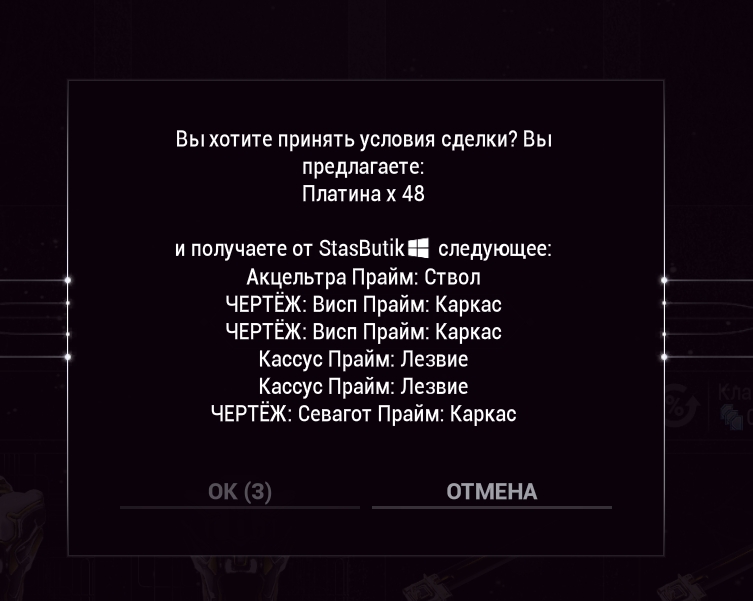 Вы хотите принять условия сделки? Вы
предлагаете:
Платина x 48
и получаете от StasButik следующее:
Акцельтра Прайм: Ствол
ЧЕРТЁЖ: Висп Прайм: Каркас
ЧЕРТЁЖ: Висп Прайм: Каркас
Кассус Прайм: Лезвие
Кассус Прайм: Лезвие
ЧЕРТЁЖ: Севагот Прайм: Каркас
ОК (3)
ОТМЕНА